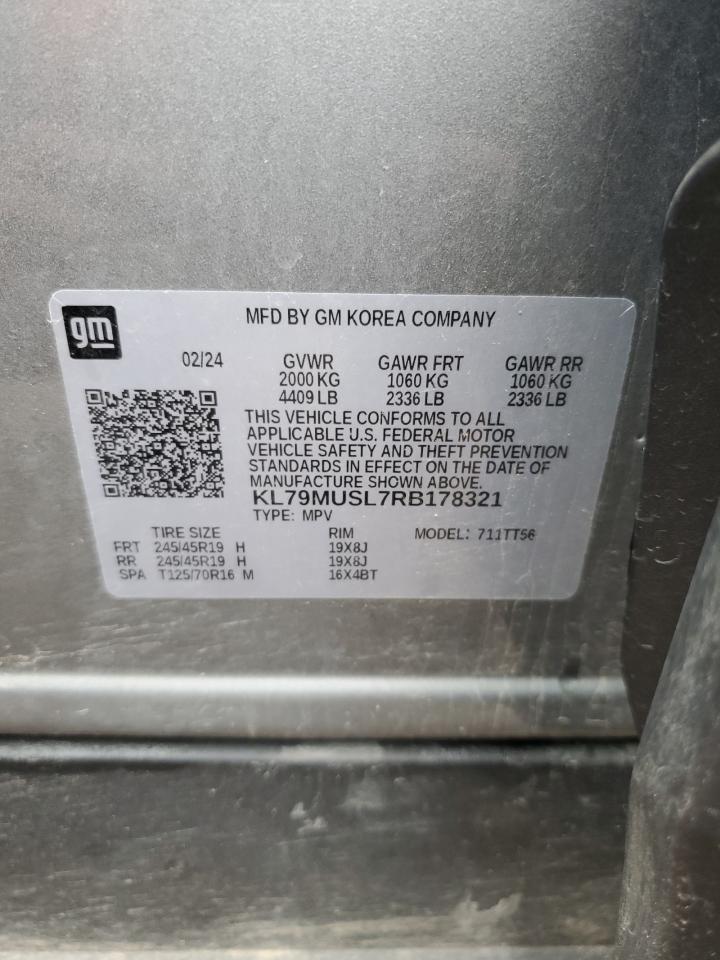 gm
MFD BY GM KOREA COMPANY
02/24 GVWR GAWR FRT GAWR RR
2000 KG 1060 KG 1060 KG
4409 LB 2336 LB 2336 LB
THIS VEHICLE CONFORMS TO ALL
APPLICABLE U.S. FEDERAL MOTOR
VEHICLE SAFETY AND THEFT PREVENTION
STANDARDS IN EFFECT ON THE DATE OF
MANUFACTURE SHOWN ABOVE.
KL79MUSL7RB178321
TYPE: MPV
TIRE SIZE RIM MODEL: 711TT56
FRT 245/45R19 H 19X8J
RR 245/45R19 H 19X8J
SPA T125/70R16 M 16X4BT